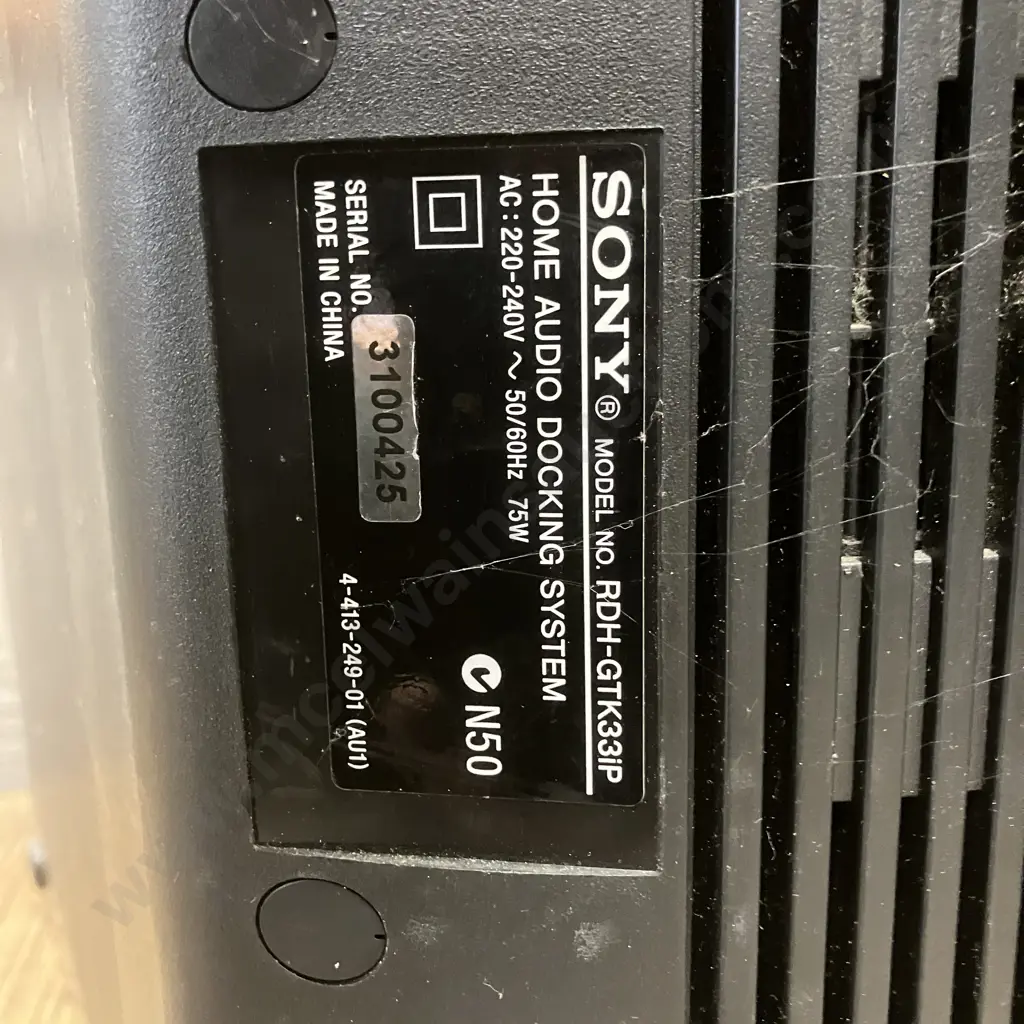 SONY® MODEL NO. RDH-GTK33iP
HOME AUDIO DOCKING SYSTEM
AC: 220-240V ~ 50/60Hz 75W
N50
SERIAL NO. 3100425
MADE IN CHINA
4-413-249-01 (AU1)